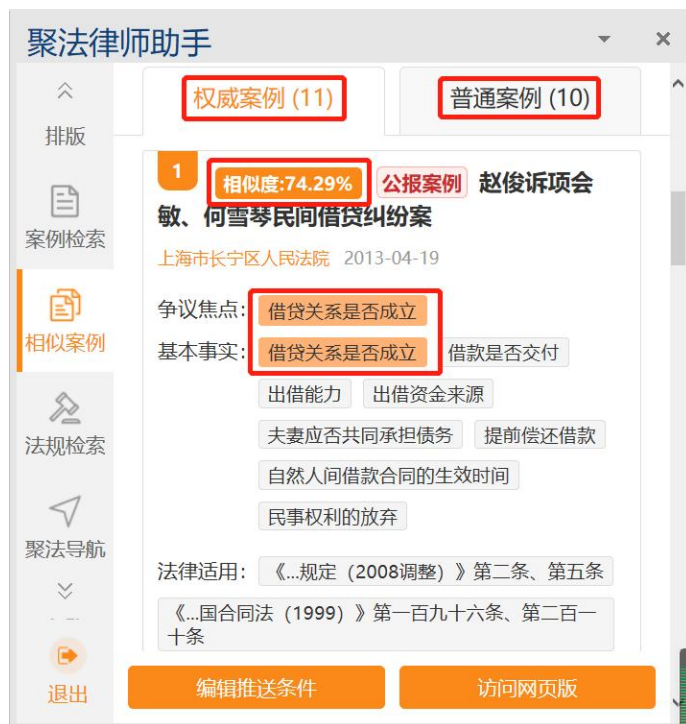 聚法律师助手
排版
案例检索
相似案例
法规检索
聚法导航
退出
权威案例 (11)
普通案例 (10)
1 相似度:74.29% 公报案例 赵俊诉项会
敏、何雪琴民间借贷纠纷案
上海市长宁区人民法院 2013-04-19
争议焦点: 借贷关系是否成立
基本事实: 借贷关系是否成立 借款是否交付
出借能力 出借资金来源
夫妻应否共同承担债务 提前偿还借款
自然人间借款合同的生效时间
民事权利的放弃
法律适用: 《...规定（2008调整）》第二条、第五条
《...国合同法（1999）》第一百九十六条、第二百一
十条
编辑推送条件
访问网页版